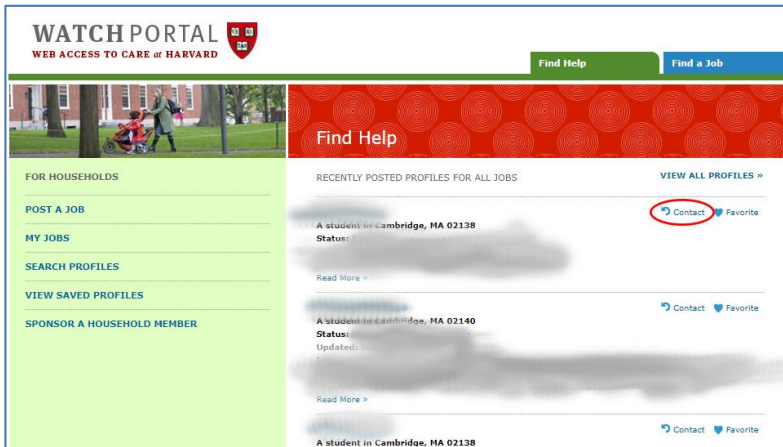 WATCH PORTAL
WEB ACCESS TO CARE at HARVARD
VE RI TAS
Find Help
Find a Job
Find Help
FOR HOUSEHOLDS
POST A JOB
MY JOBS
SEARCH PROFILES
VIEW SAVED PROFILES
SPONSOR A HOUSEHOLD MEMBER
RECENTLY POSTED PROFILES FOR ALL JOBS
VIEW ALL PROFILES »
Contact Favorite
A student in Cambridge, MA 02138
Status:
Read More »
Contact Favorite
A student in Cambridge, MA 02140
Status:
Updated:
Read More »
Contact Favorite
A student in Cambridge, MA 02138